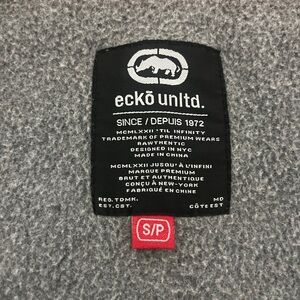 eckō unltd.
SINCE / DEPUIS 1972
MCMLXXII 'TIL INFINITY
TRADEMARK OF PREMIUM WEARS
RAWTHENTIC
DESIGNED IN NYC
MADE IN CHINA
MCMLXXII JUSQU' À L'INFINI
MARQUE PREMIUM
BRUT ET AUTHENTIQUE
CONÇU À NEW-YORK
FABRIQUÉ EN CHINE
REG. TDMK. MD
EST. CST. CÔTE EST
S/P